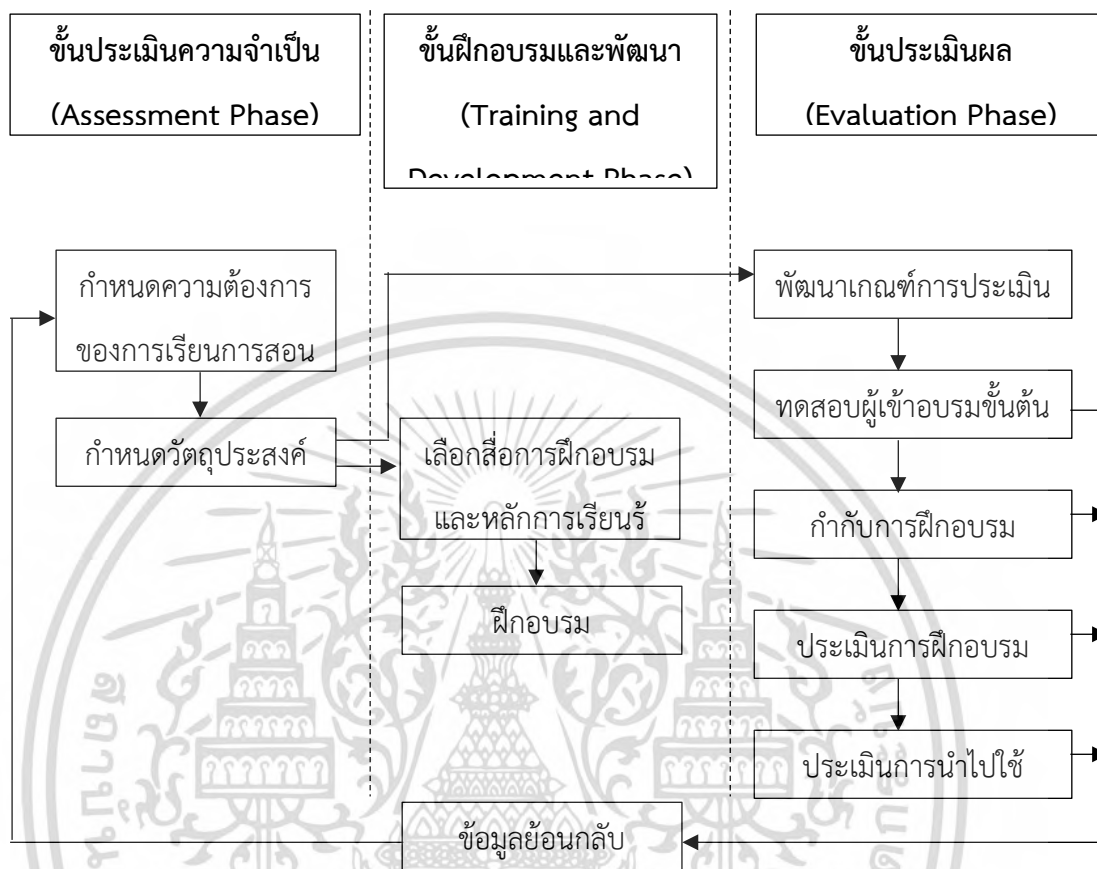 ขั้นประเมินความจำเป็น
(Assessment Phase)
ขั้นฝึกอบรมและพัฒนา
(Training and
Development Phase)
ขั้นประเมินผล
(Evaluation Phase)
กำหนดความต้องการ
ของการเรียนการสอน
กำหนดวัตถุประสงค์
เลือกสื่อการฝึกอบรม
และหลักการเรียนรู้
ฝึกอบรม
พัฒนาเกณฑ์การประเมิน
ทดสอบผู้เข้าอบรมขั้นต้น
กำกับการฝึกอบรม
ประเมินการฝึกอบรม
ประเมินการนำไปใช้
ข้อมูลย้อนกลับ